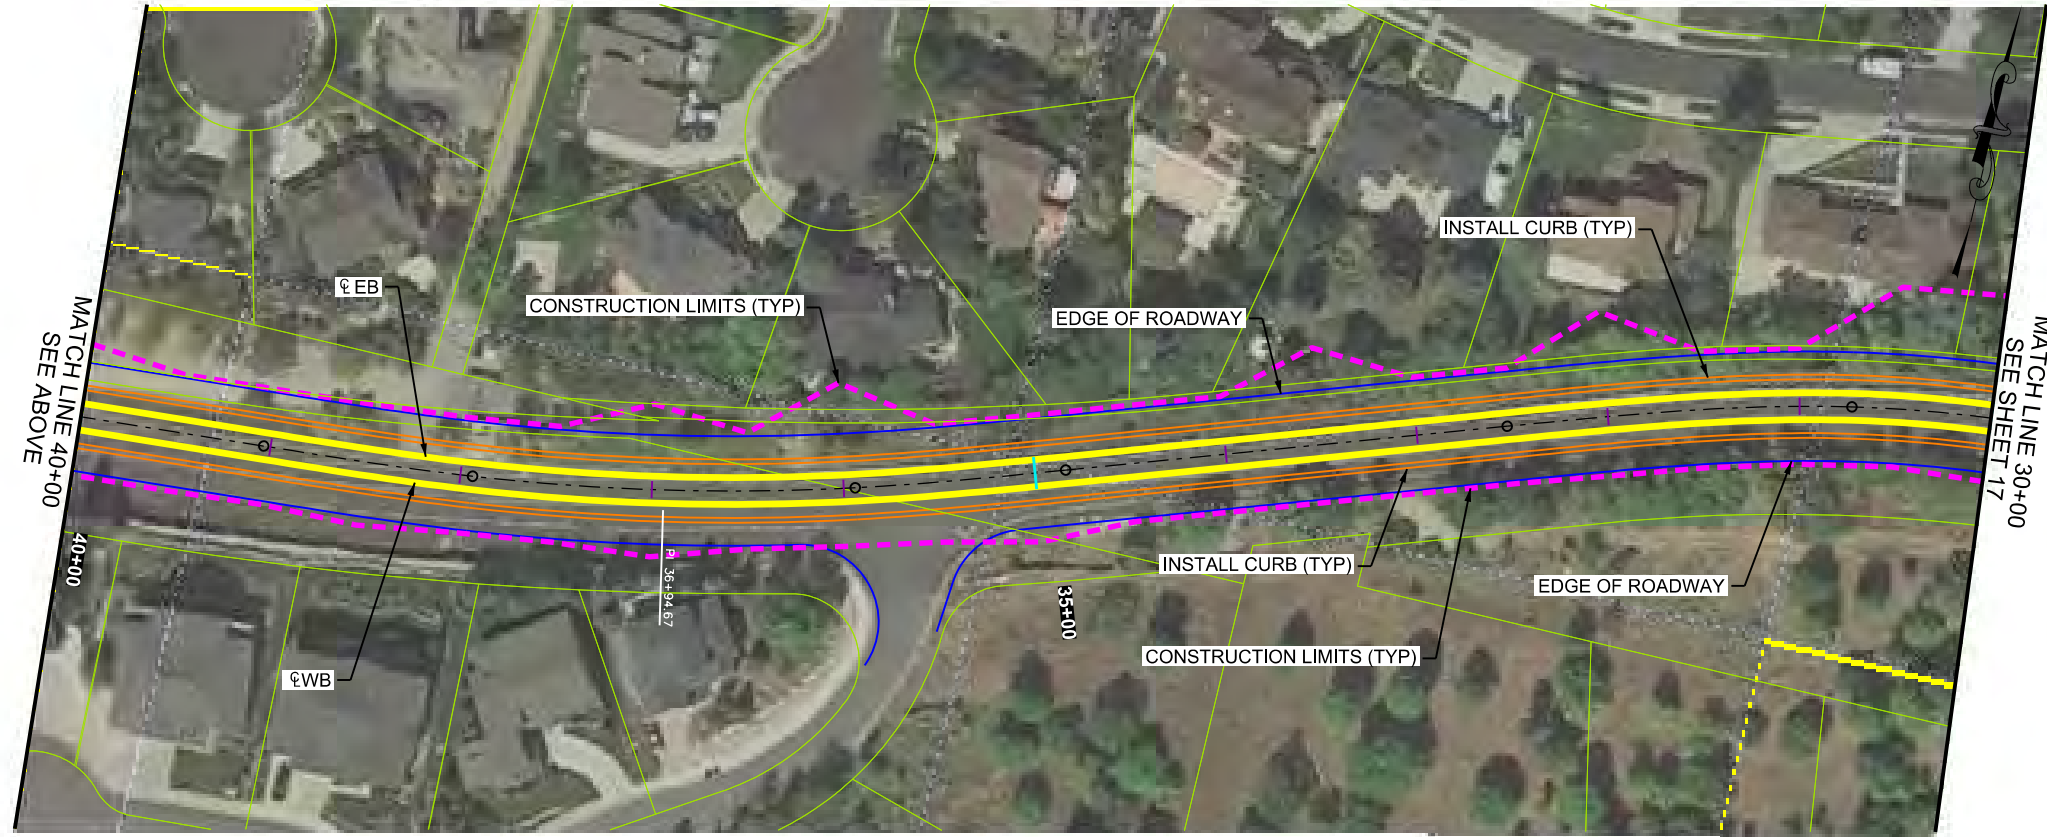 INSTALL CURB (TYP)
℄ EB
CONSTRUCTION LIMITS (TYP)
EDGE OF ROADWAY
MATCH LINE 40+00
SEE ABOVE
MATCH LINE 30+00
SEE SHEET 17
40+00
PI 36+94.67
35+00
INSTALL CURB (TYP)
EDGE OF ROADWAY
CONSTRUCTION LIMITS (TYP)
℄ WB